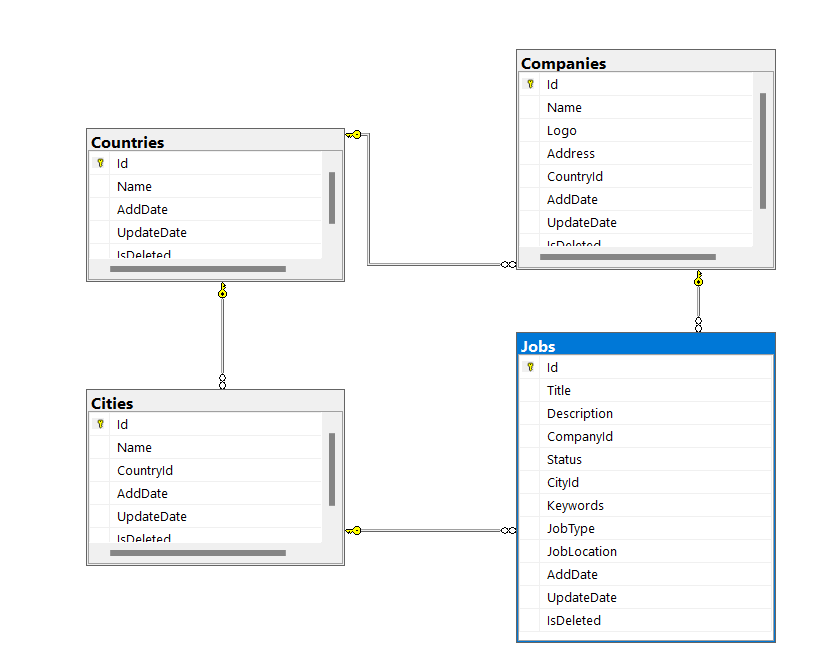 Companies
Id
Name
Logo
Address
CountryId
AddDate
UpdateDate
IsDeleted
Countries
Id
Name
AddDate
UpdateDate
IsDeleted
Jobs
Id
Title
Description
CompanyId
Status
CityId
Keywords
JobType
JobLocation
AddDate
UpdateDate
IsDeleted
Cities
Id
Name
CountryId
AddDate
UpdateDate
IsDeleted